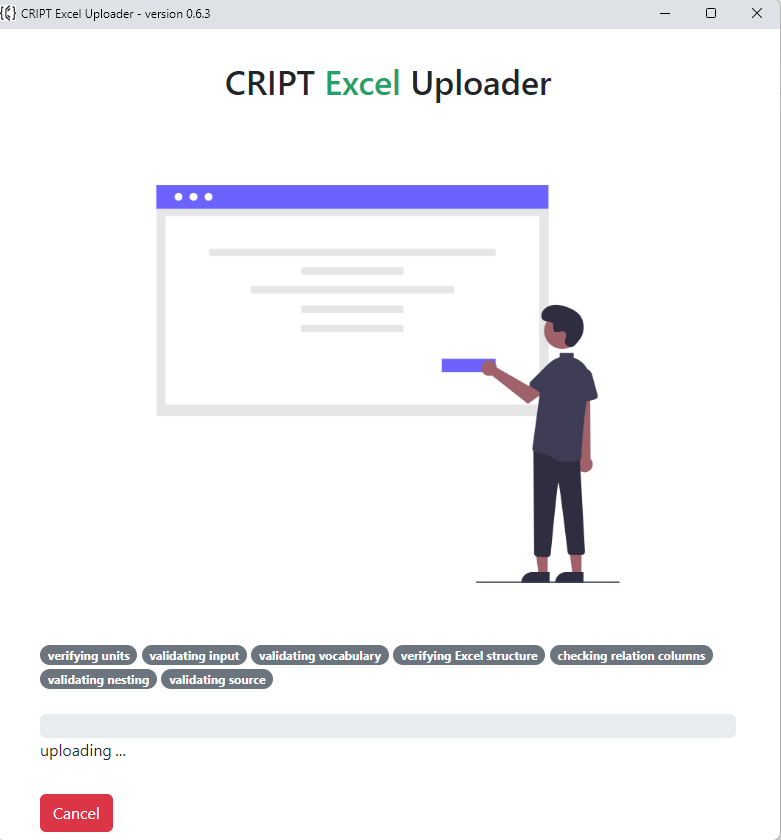 CRIPT Excel Uploader - version 0.6.3
CRIPT Excel Uploader
verifying units validating input validating vocabulary verifying Excel structure checking relation columns
validating nesting validating source
uploading ...
Cancel